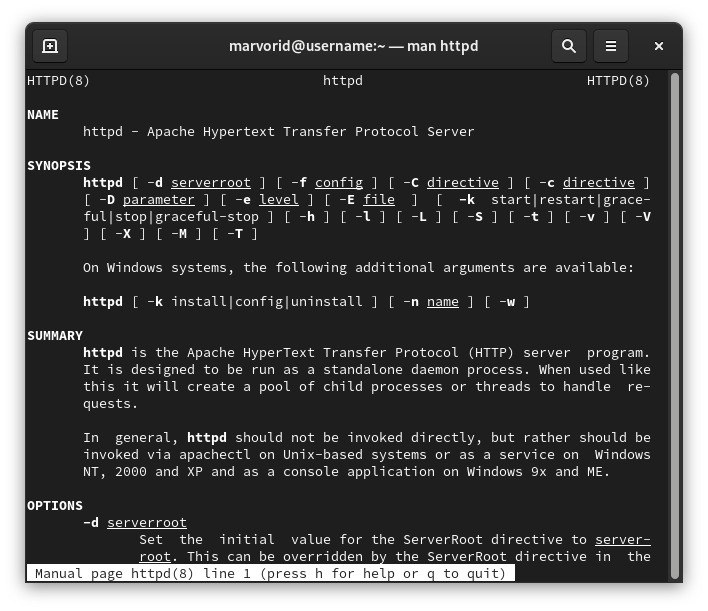 marvorid@username:~ — man httpd
HTTPD(8) httpd HTTPD(8)
NAME
httpd - Apache Hypertext Transfer Protocol Server
SYNOPSIS
httpd [ -d serverroot ] [ -f config ] [ -C directive ] [ -c directive ]
[ -D parameter ] [ -e level ] [ -E file ] [ -k start|restart|grace-
ful|stop|graceful-stop ] [ -h ] [ -l ] [ -L ] [ -S ] [ -t ] [ -v ] [ -V
] [ -X ] [ -M ] [ -T ]
On Windows systems, the following additional arguments are available:
httpd [ -k install|config|uninstall ] [ -n name ] [ -w ]
SUMMARY
httpd is the Apache HyperText Transfer Protocol (HTTP) server program.
It is designed to be run as a standalone daemon process. When used like
this it will create a pool of child processes or threads to handle re-
quests.
In general, httpd should not be invoked directly, but rather should be
invoked via apachectl on Unix-based systems or as a service on Windows
NT, 2000 and XP and as a console application on Windows 9x and ME.
OPTIONS
-d serverroot
Set the initial value for the ServerRoot directive to server-
root. This can be overridden by the ServerRoot directive in the
Manual page httpd(8) line 1 (press h for help or q to quit)